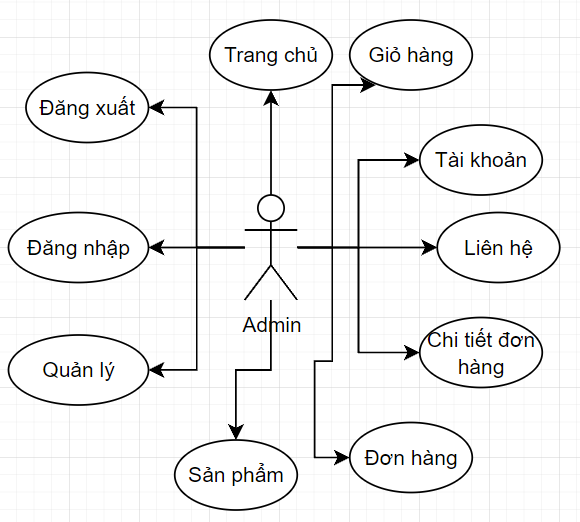 Trang chủ
Giỏ hàng
Đăng xuất
Tài khoản
Đăng nhập
Liên hệ
Admin
Chi tiết đơn
hàng
Quản lý
Đơn hàng
Sản phẩm